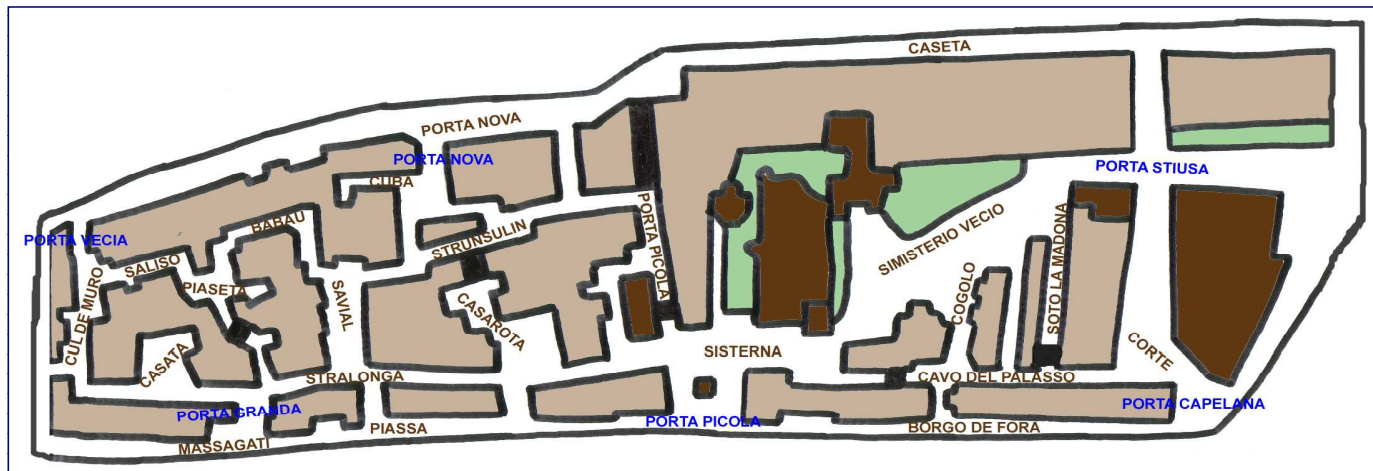 CASETA
PORTA NOVA
PORTA NOVA
CUBA
PORTA STIUSA
BABAU
STRUNSULIN
PORTA PICOLA
SIMISTERIO VECIO
SOTO LA MADONA
PORTA VECIA
SALISO
PIASETA
CUL DE MURO
SAVIAL
CASAROTA
COGOLO
CASATA
SISTERNA
CORTE
STRALONGA
CAVO DEL PALASSO
PORTA GRANDA
PORTA CAPELANA
PIASSA
PORTA PICOLA
BORGO DE FORA
MASSAGATI